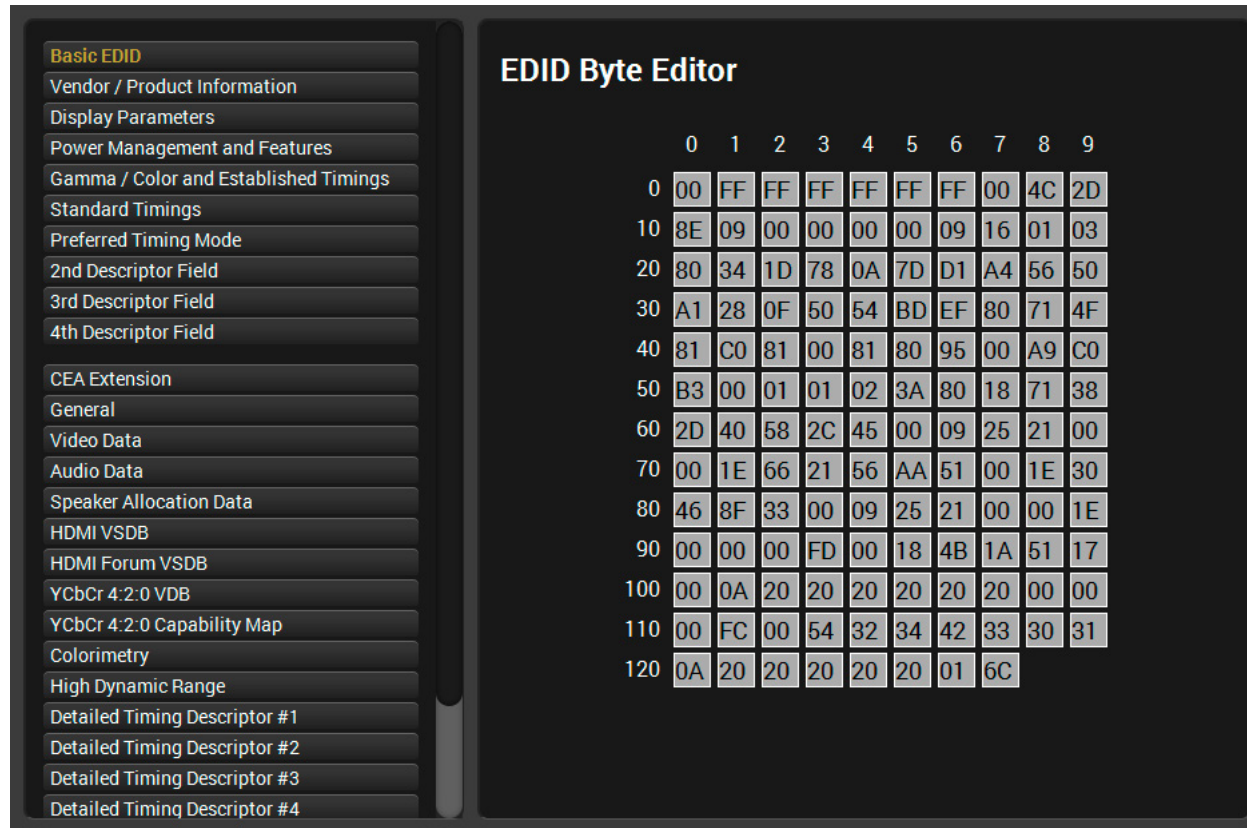 Basic EDID
Vendor / Product Information
Display Parameters
Power Management and Features
Gamma / Color and Established Timings
Standard Timings
Preferred Timing Mode
2nd Descriptor Field
3rd Descriptor Field
4th Descriptor Field
CEA Extension
General
Video Data
Audio Data
Speaker Allocation Data
HDMI VSDB
HDMI Forum VSDB
YCbCr 4:2:0 VDB
YCbCr 4:2:0 Capability Map
Colorimetry
High Dynamic Range
Detailed Timing Descriptor #1
Detailed Timing Descriptor #2
Detailed Timing Descriptor #3
Detailed Timing Descriptor #4
EDID Byte Editor
0 1 2 3 4 5 6 7 8 9
0 00 FF FF FF FF FF FF 00 4C 2D
10 8E 09 00 00 00 00 09 16 01 03
20 80 34 1D 78 0A 7D D1 A4 56 50
30 A1 28 0F 50 54 BD EF 80 71 4F
40 81 C0 81 00 81 80 95 00 A9 C0
50 B3 00 01 01 02 3A 80 18 71 38
60 2D 40 58 2C 45 00 09 25 21 00
70 00 1E 66 21 56 AA 51 00 1E 30
80 46 8F 33 00 09 25 21 00 00 1E
90 00 00 00 FD 00 18 4B 1A 51 17
100 00 0A 20 20 20 20 20 20 00 00
110 00 FC 00 54 32 34 42 33 30 31
120 0A 20 20 20 20 20 01 6C